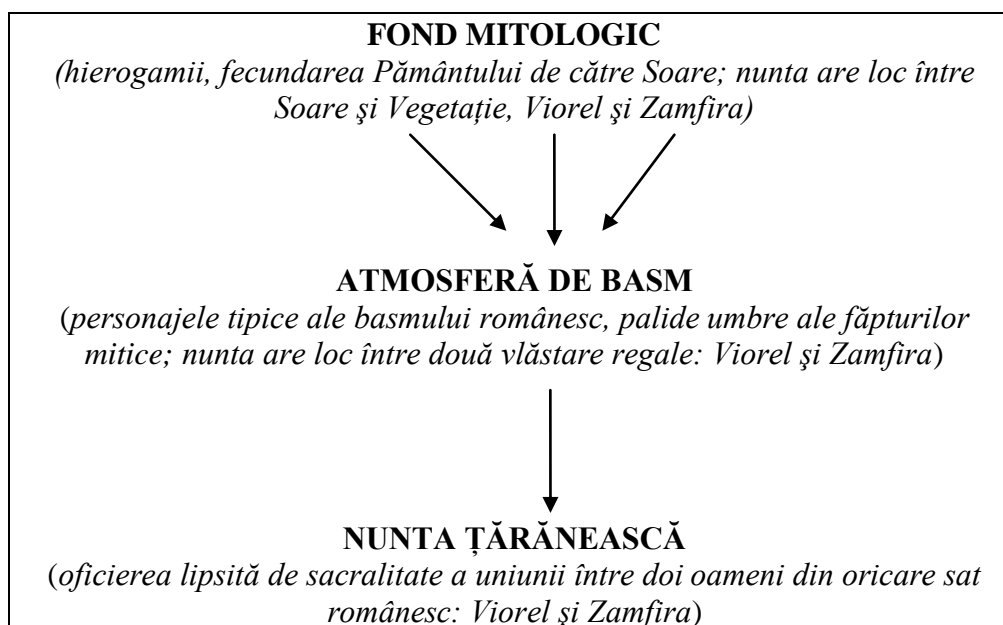 FOND MITOLOGIC
(hierogamii, fecundarea Pământului de către Soare; nunta are loc între
Soare şi Vegetaţie, Viorel şi Zamfira)
ATMOSFERĂ DE BASM
(personajele tipice ale basmului românesc, palide umbre ale făpturilor
mitice; nunta are loc între două vlăstare regale: Viorel şi Zamfira)
NUNTA ŢĂRĂNEASCĂ
(oficierea lipsită de sacralitate a uniunii între doi oameni din oricare sat
românesc: Viorel şi Zamfira)